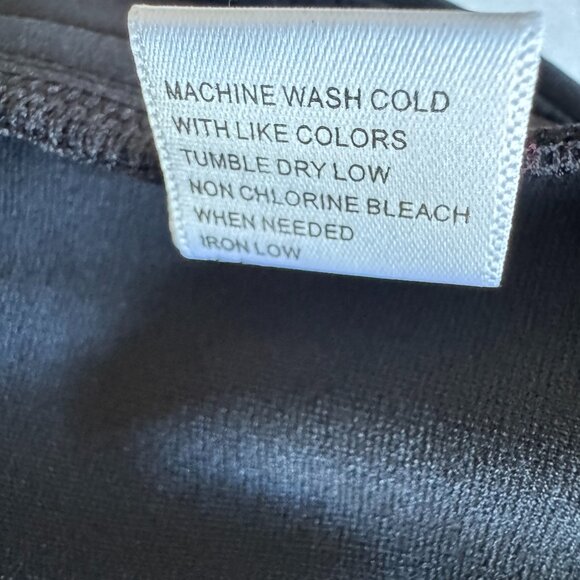 MACHINE WASH COLD
WITH LIKE COLORS
TUMBLE DRY LOW
NON CHLORINE BLEACH
WHEN NEEDED
IRON LOW